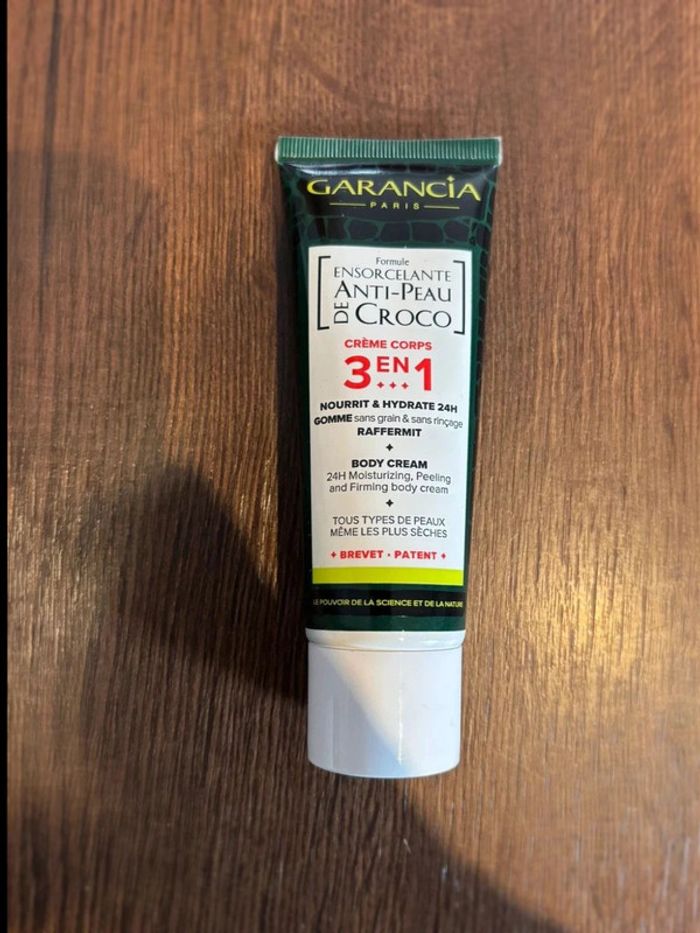 GARANCIA
PARIS
Formule
ENSORCELANTE
ANTI-PEAU
DE CROCO
CRÈME CORPS
3 EN 1
NOURRIT & HYDRATE 24H
GOMME sans grain & sans rinçage
RAFFERMIT
+
BODY CREAM
24H Moisturizing, Peeling
and Firming body cream
+
TOUS TYPES DE PEAUX
MÊME LES PLUS SÈCHES
+ BREVET • PATENT +
LE POUVOIR DE LA SCIENCE ET DE LA NATURE